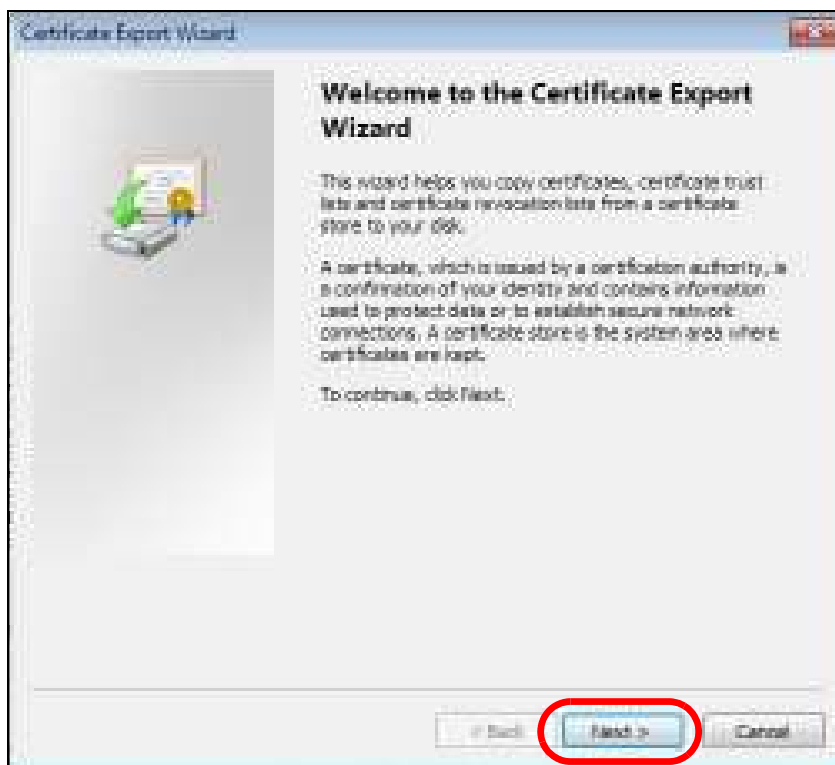 Certificate Export Wizard
Welcome to the Certificate Export
Wizard
This wizard helps you copy certificates, certificate trust
lists and certificate revocation lists from a certificate
store to your disk.
A certificate, which is issued by a certification authority, is
a confirmation of your identity and contains information
used to protect data or to establish secure network
connections. A certificate store is the system area where
certificates are kept.
To continue, click Next.
< Back
Next >
Cancel